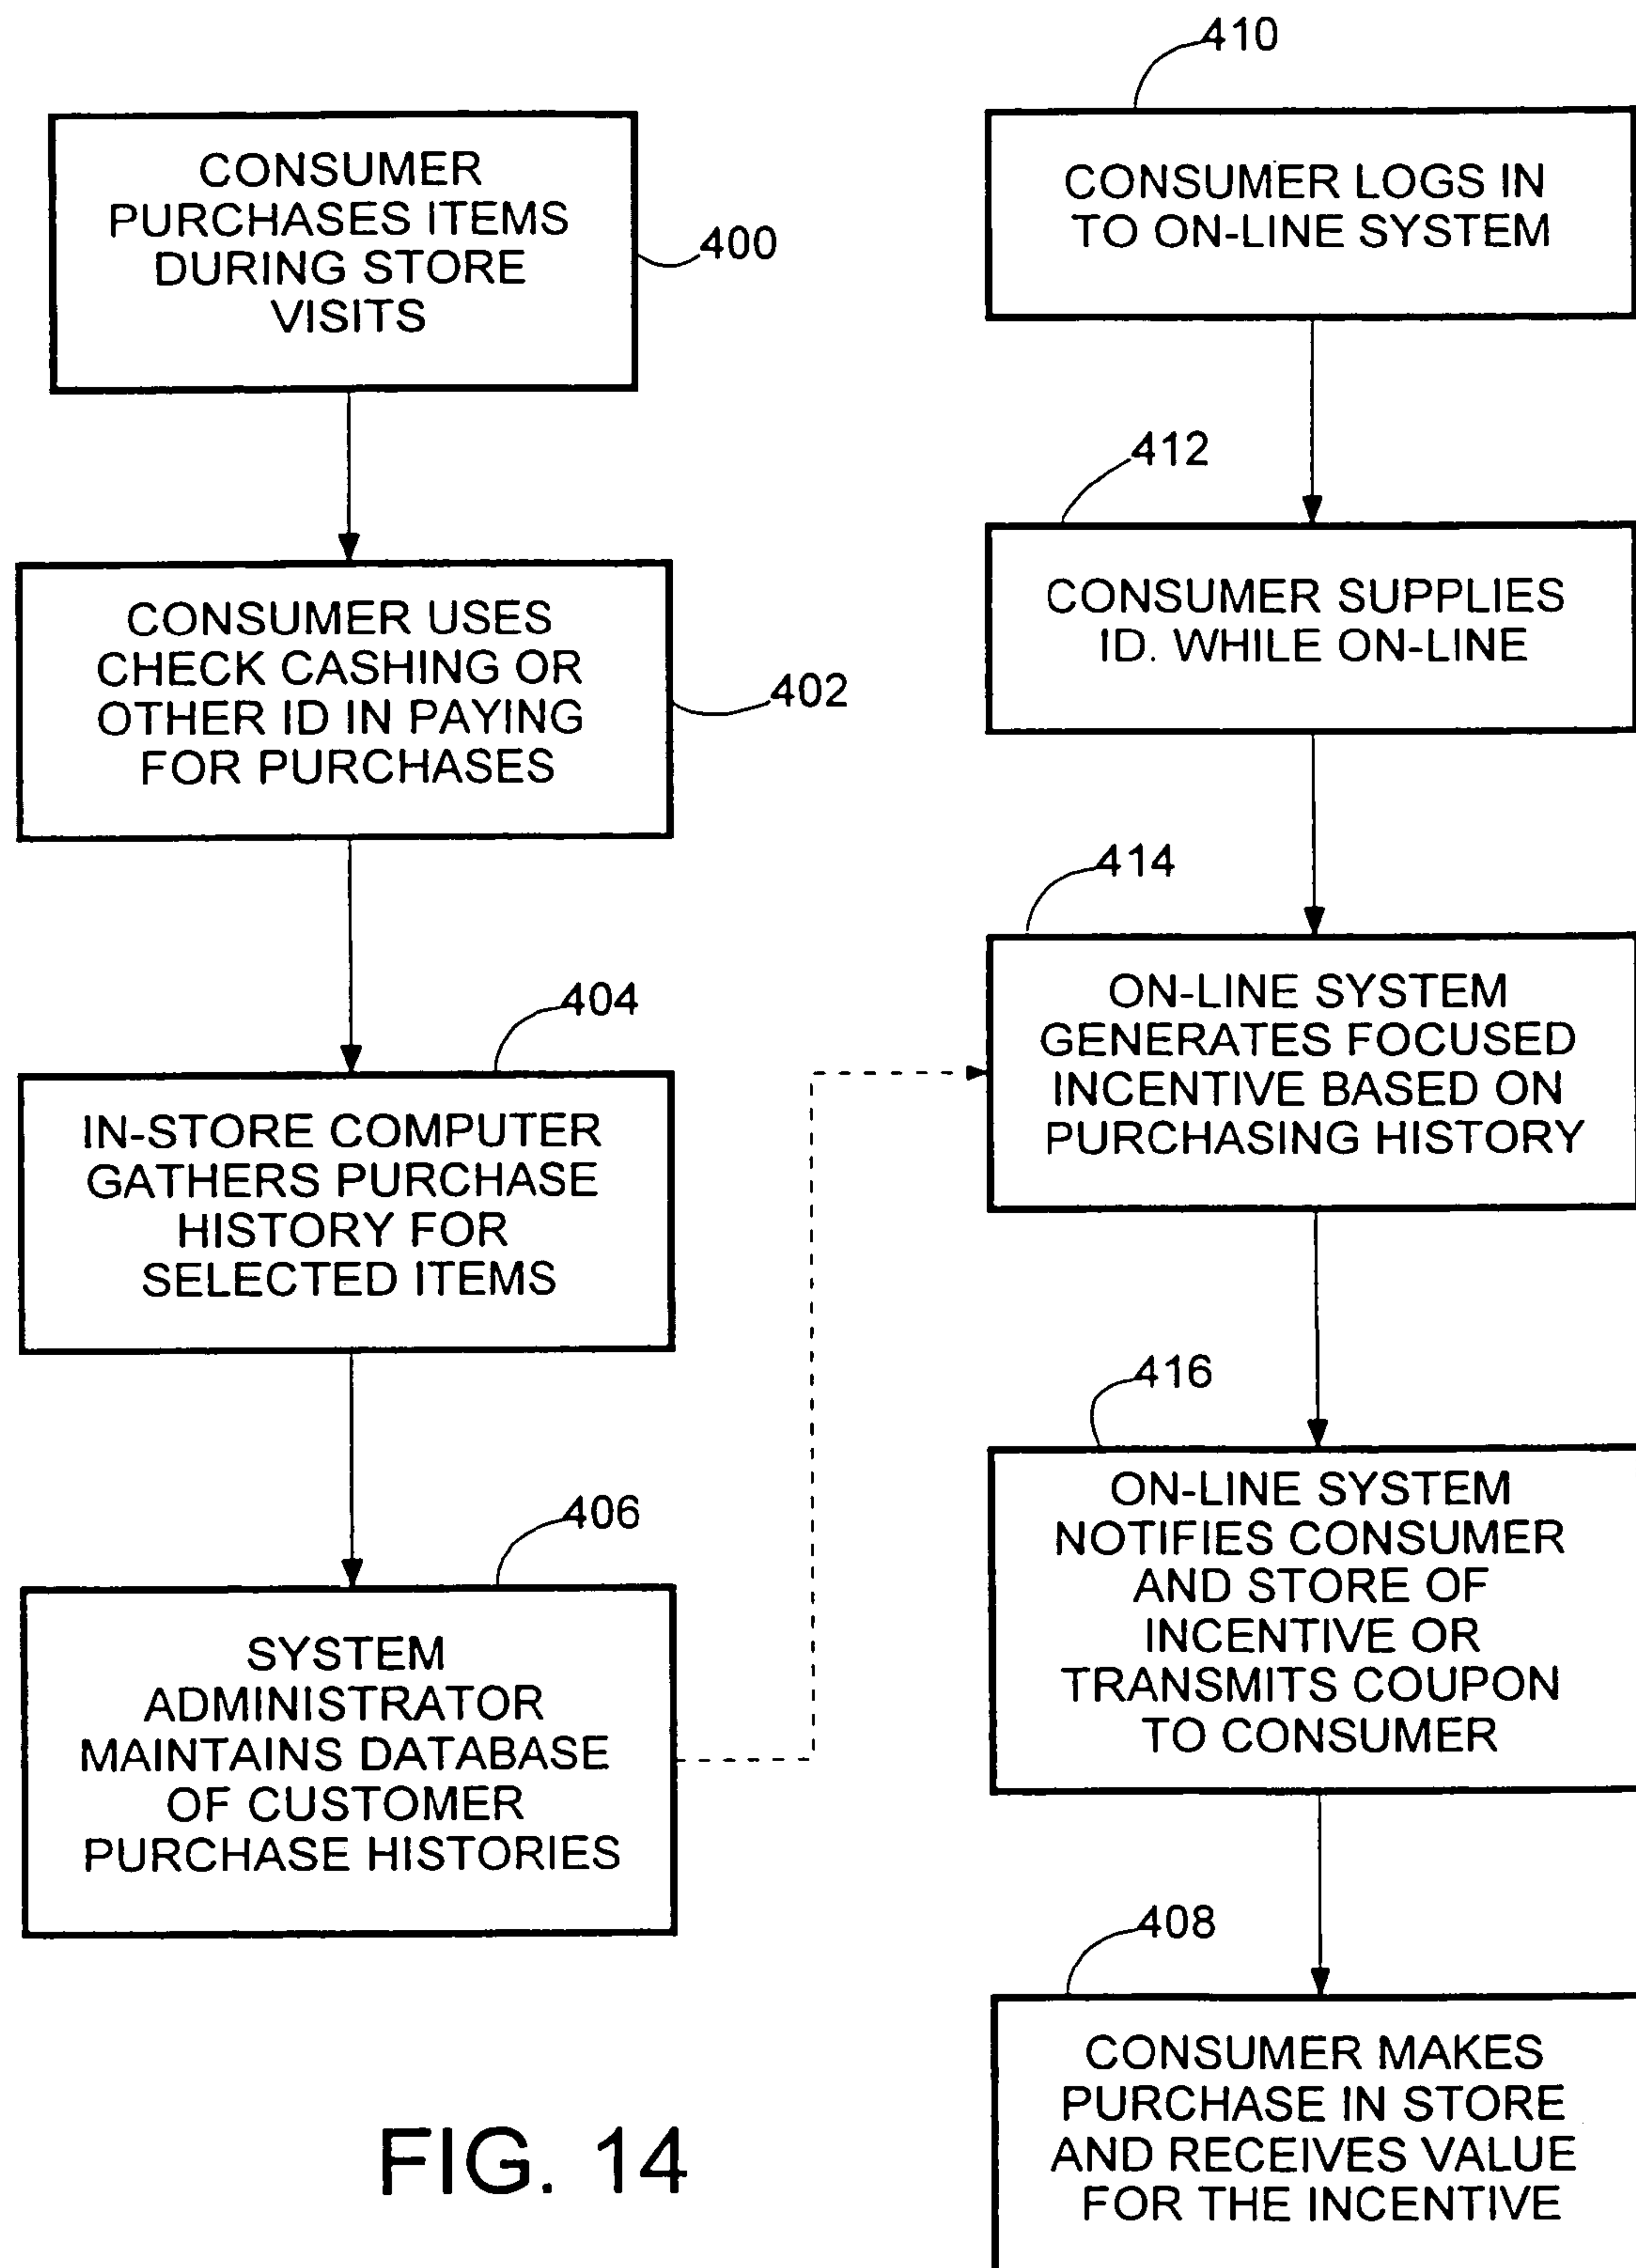 CONSUMER
PURCHASES ITEMS
DURING STORE
VISITS
400
CONSUMER USES
CHECK CASHING OR
OTHER ID IN PAYING
FOR PURCHASES
402
404
IN-STORE COMPUTER
GATHERS PURCHASE
HISTORY FOR
SELECTED ITEMS
406
SYSTEM
ADMINISTRATOR
MAINTAINS DATABASE
OF CUSTOMER
PURCHASE HISTORIES
410
CONSUMER LOGS IN
TO ON-LINE SYSTEM
412
CONSUMER SUPPLIES
ID. WHILE ON-LINE
414
ON-LINE SYSTEM
GENERATES FOCUSED
INCENTIVE BASED ON
PURCHASING HISTORY
416
ON-LINE SYSTEM
NOTIFIES CONSUMER
AND STORE OF
INCENTIVE OR
TRANSMITS COUPON
TO CONSUMER
408
CONSUMER MAKES
PURCHASE IN STORE
AND RECEIVES VALUE
FOR THE INCENTIVE
FIG. 14